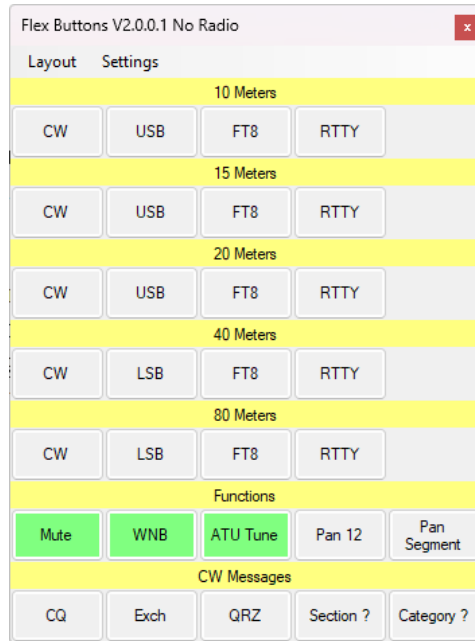 Flex Buttons V2.0.0.1 No Radio x
Layout Settings
10 Meters
CW USB FT8 RTTY
15 Meters
CW USB FT8 RTTY
20 Meters
CW USB FT8 RTTY
40 Meters
CW LSB FT8 RTTY
80 Meters
CW LSB FT8 RTTY
Functions
Mute WNB ATU Tune Pan 12 Pan
Segment
CW Messages
CQ Exch QRZ Section ? Category ?